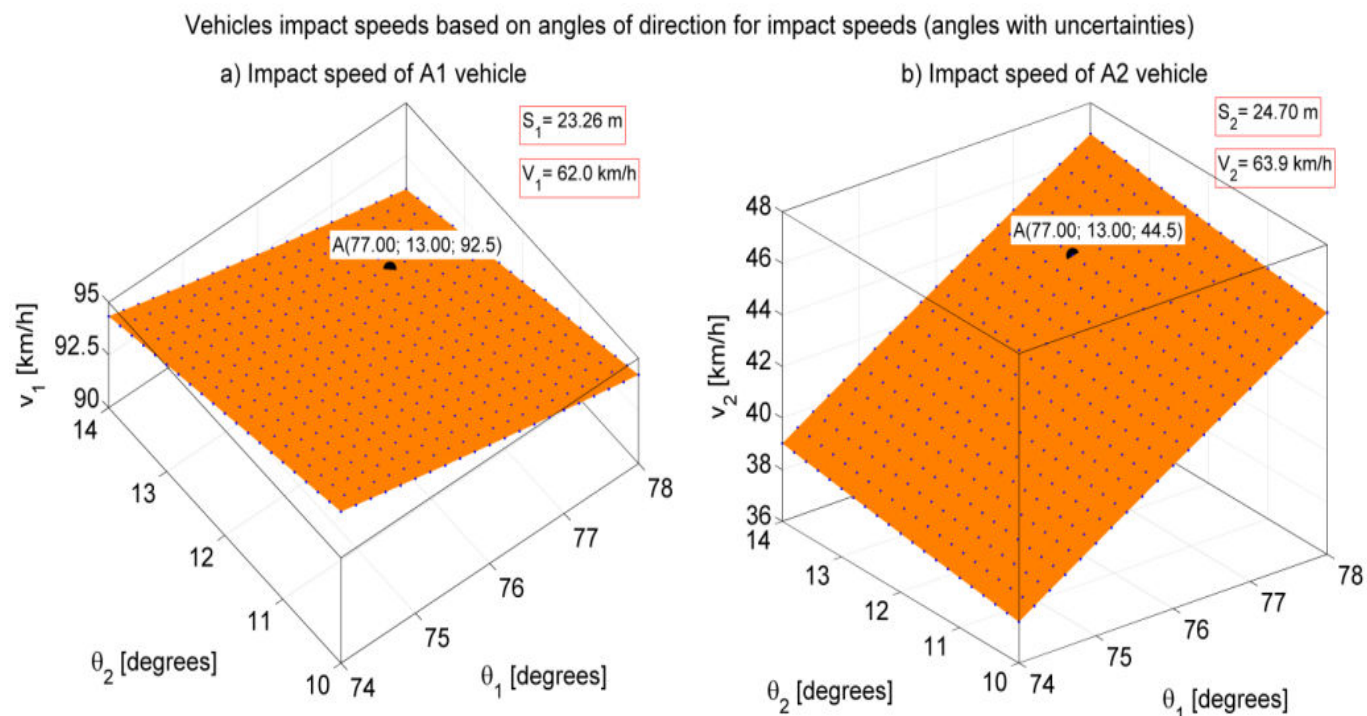 Vehicles impact speeds based on angles of direction for impact speeds (angles with uncertainties)
a) Impact speed of A1 vehicle
S₁= 23.26 m
V₁= 62.0 km/h
A(77.00; 13.00; 92.5)
95
92.5
90
v₁ [km/h]
14
13
12
11
10
θ₂ [degrees]
74
75
76
77
78
θ₁ [degrees]
b) Impact speed of A2 vehicle
S₂= 24.70 m
V₂= 63.9 km/h
A(77.00; 13.00; 44.5)
48
46
44
42
40
38
36
v₂ [km/h]
14
13
12
11
10
θ₂ [degrees]
74
75
76
77
78
θ₁ [degrees]